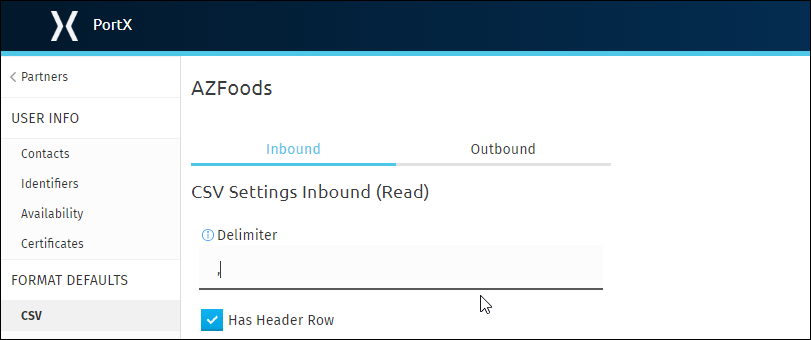 PortX
Partners
USER INFO
Contacts
Identifiers
Availability
Certificates
FORMAT DEFAULTS
CSV
AZFoods
Inbound Outbound
CSV Settings Inbound (Read)
Delimiter
,
Has Header Row